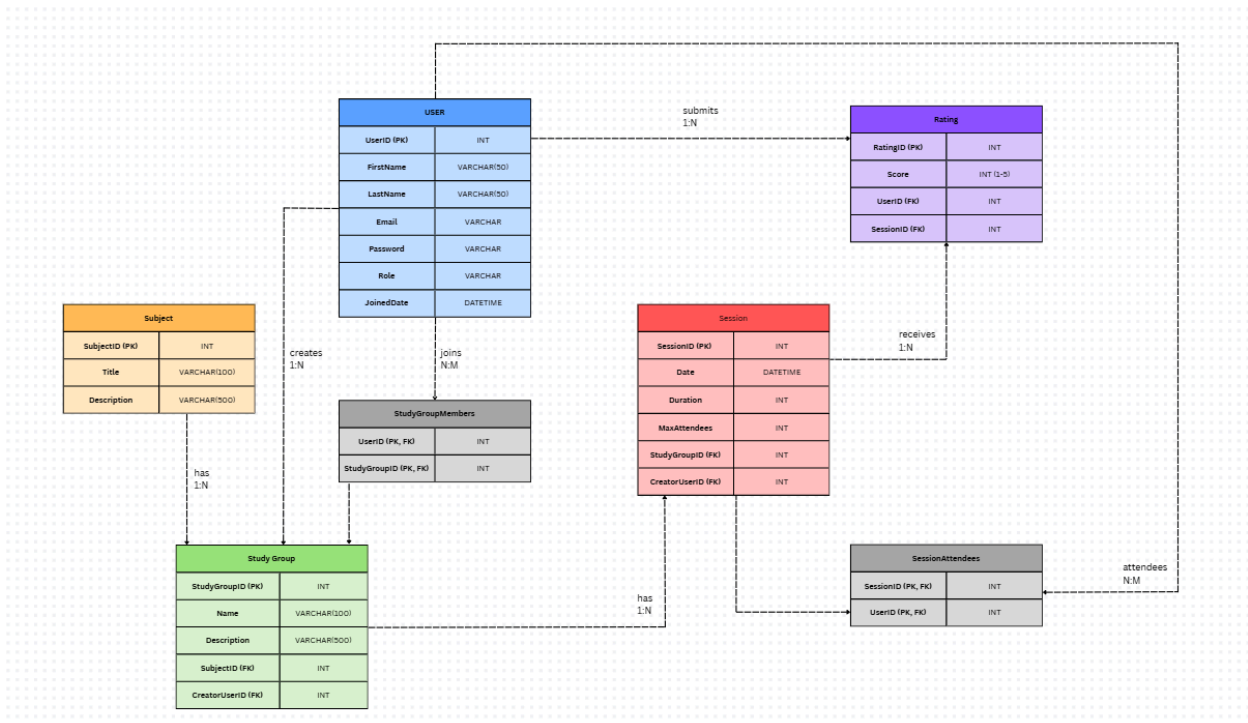 USER
UserID (PK) INT
FirstName VARCHAR(50)
LastName VARCHAR(50)
Email VARCHAR
Password VARCHAR
Role VARCHAR
JoinedDate DATETIME
submits
1:N
Rating
RatingID (PK) INT
Score INT (1-5)
UserID (FK) INT
SessionID (FK) INT
Subject
SubjectID (PK) INT
Title VARCHAR(100)
Description VARCHAR(500)
creates
1:N
joins
N:M
Session
SessionID (PK) INT
Date DATETIME
Duration INT
MaxAttendees INT
StudyGroupID (FK) INT
CreatorUserID (FK) INT
receives
1:N
StudyGroupMembers
UserID (PK, FK) INT
StudyGroupID (PK, FK) INT
has
1:N
Study Group
StudyGroupID (PK) INT
Name VARCHAR(100)
Description VARCHAR(500)
SubjectID (FK) INT
CreatorUserID (FK) INT
has
1:N
SessionAttendees
SessionID (PK, FK) INT
UserID (PK, FK) INT
attendees
N:M